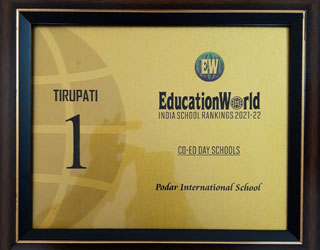 EW
TIRUPATI
1
EducationWorld
INDIA SCHOOL RANKINGS 2021-22
CO-ED DAY SCHOOLS
Podar International School